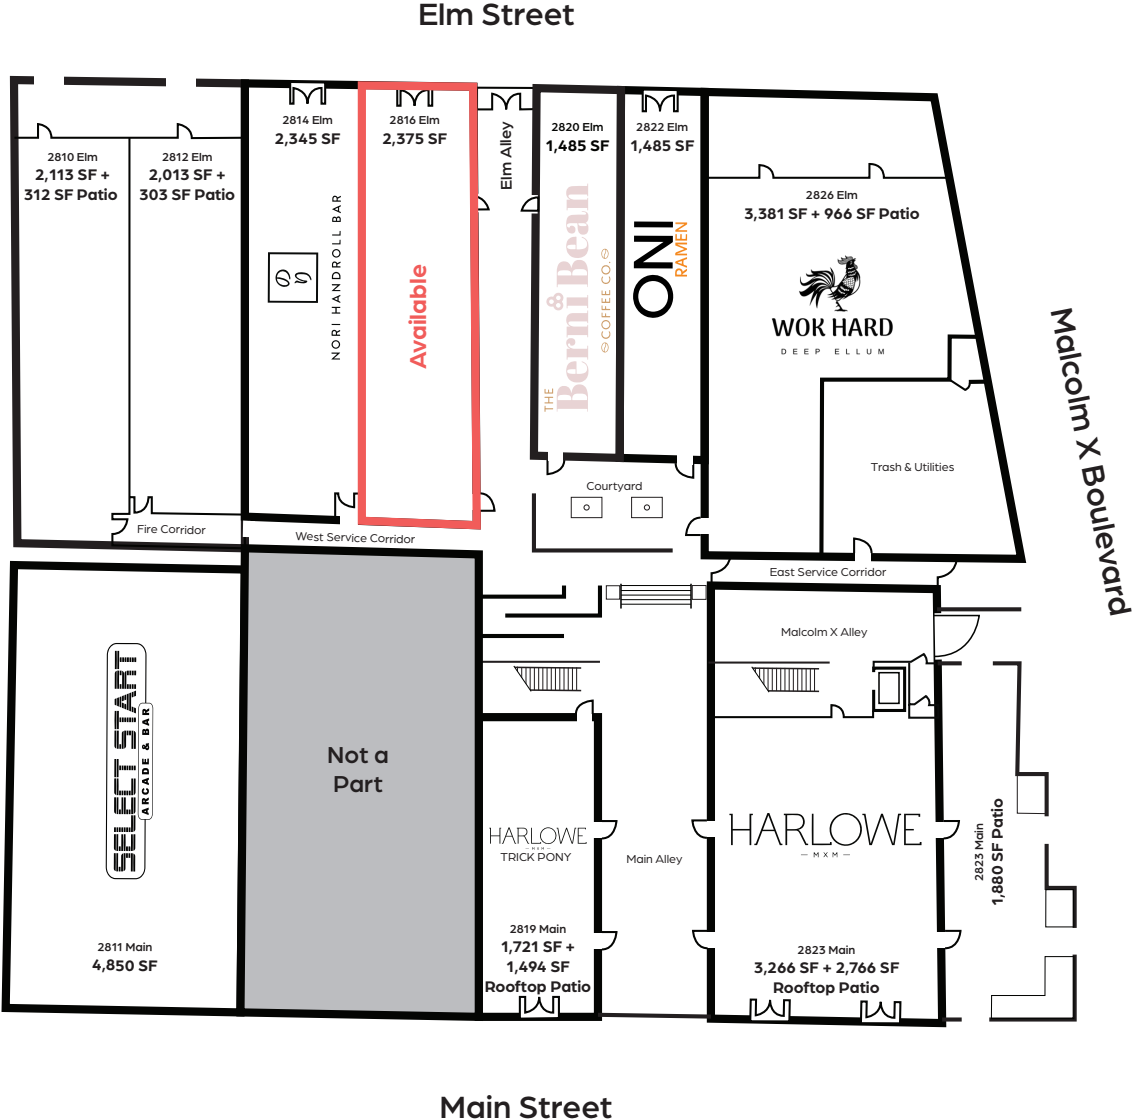 Elm Street
2810 Elm
2,113 SF +
312 SF Patio
2812 Elm
2,013 SF +
303 SF Patio
2814 Elm
2,345 SF
NORI HANDROLL BAR
2816 Elm
2,375 SF
Available
Elm Alley
2820 Elm
1,485 SF
THE
Berni Bean
COFFEE CO.
2822 Elm
1,485 SF
ONI
RAMEN
2826 Elm
3,381 SF + 966 SF Patio
WOK HARD
DEEP ELLUM
Trash & Utilities
Malcolm X Boulevard
Courtyard
Fire Corridor
West Service Corridor
East Service Corridor
Malcolm X Alley
SELECT START
ARCADE & BAR
2811 Main
4,850 SF
Not a
Part
HARLOWE
MXM
TRICK PONY
2819 Main
1,721 SF +
1,494 SF
Rooftop Patio
Main Alley
HARLOWE
— MXM —
2823 Main
3,266 SF + 2,766 SF
Rooftop Patio
2823 Main
1,880 SF Patio
Main Street